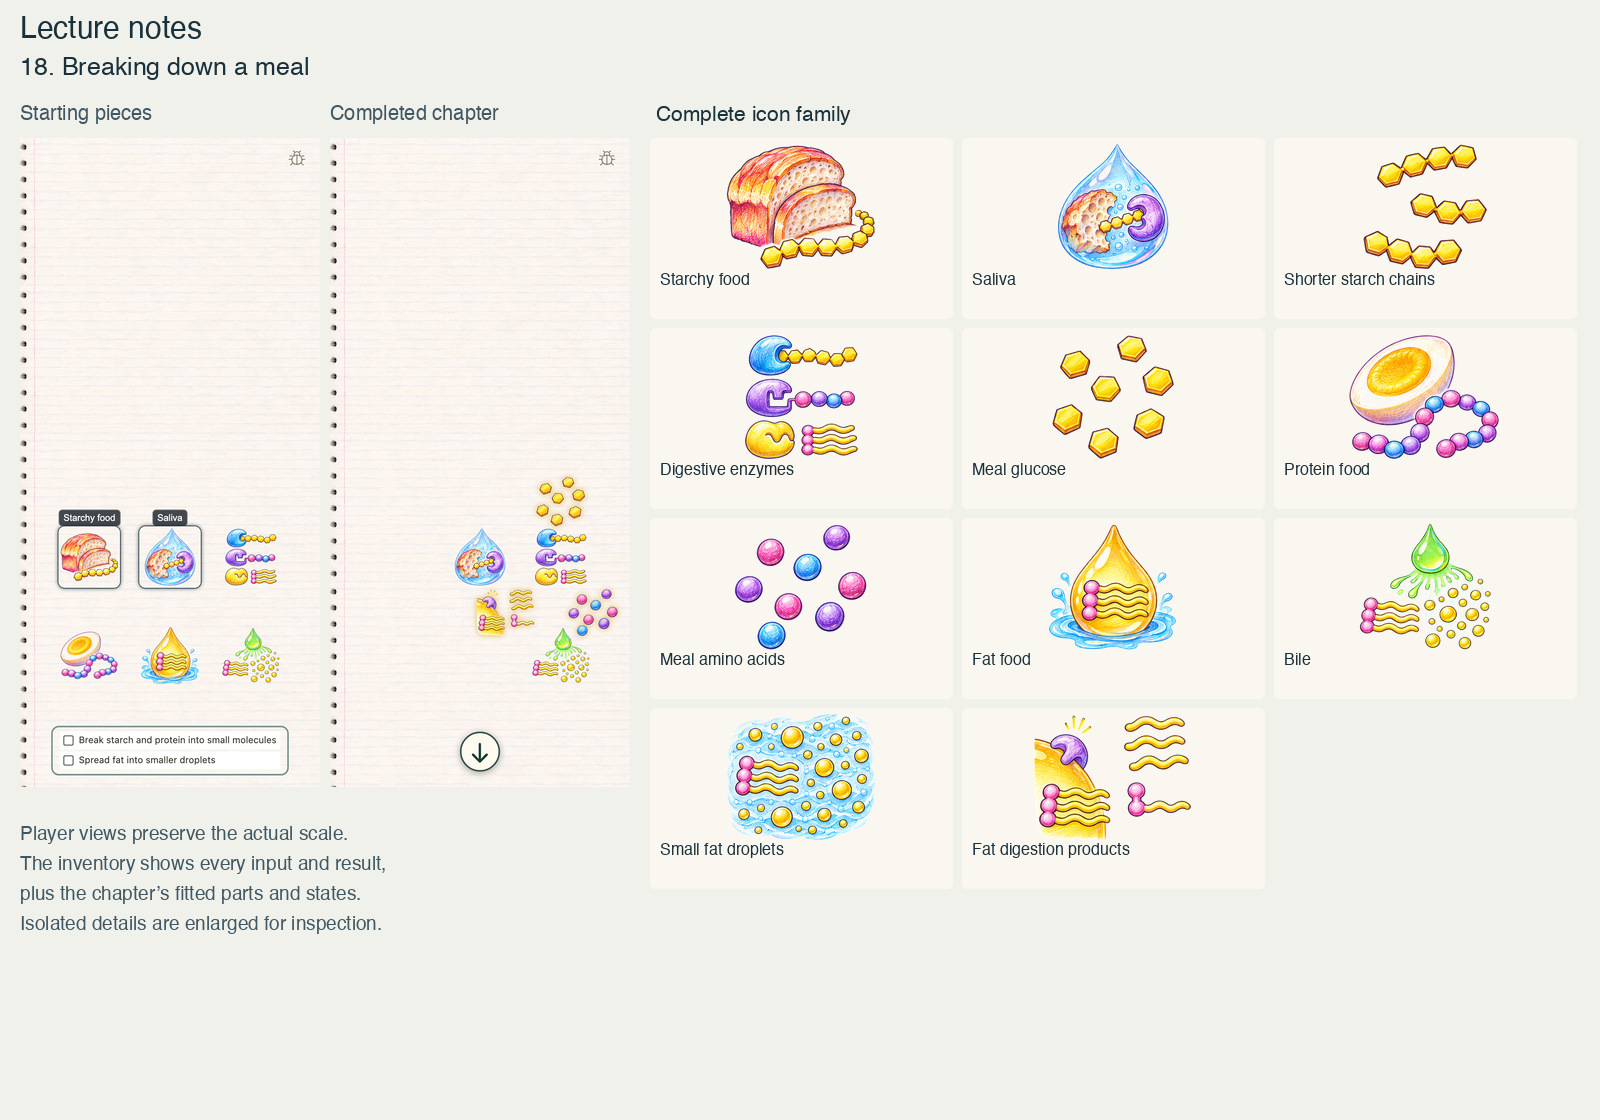 Lecture notes
18. Breaking down a meal
Starting pieces
Completed chapter
Complete icon family
Starchy food
Saliva
Break starch and protein into small molecules
Spread fat into smaller droplets
Starchy food
Saliva
Shorter starch chains
Digestive enzymes
Meal glucose
Protein food
Meal amino acids
Fat food
Bile
Small fat droplets
Fat digestion products
Player views preserve the actual scale.
The inventory shows every input and result,
plus the chapter’s fitted parts and states.
Isolated details are enlarged for inspection.